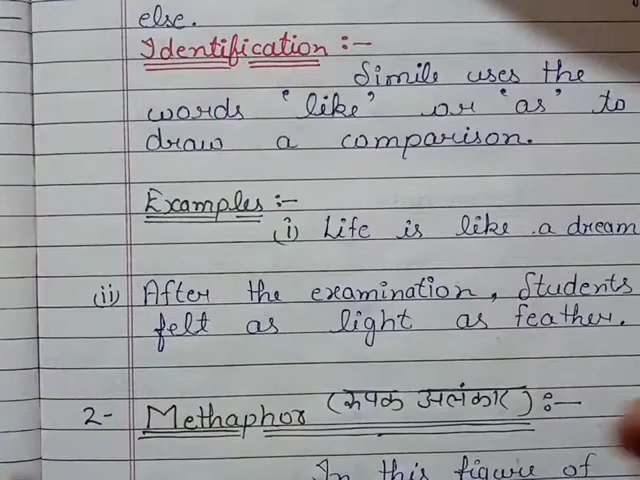 else.
Identification :-
Simile uses the
words 'like' or 'as' to
draw a comparison.
Examples :-
(i) Life is like a dream
(ii) After the examination, Students
felt as light as feather.
2- Methaphor (रूपक अलंकार) :-
In this figure of